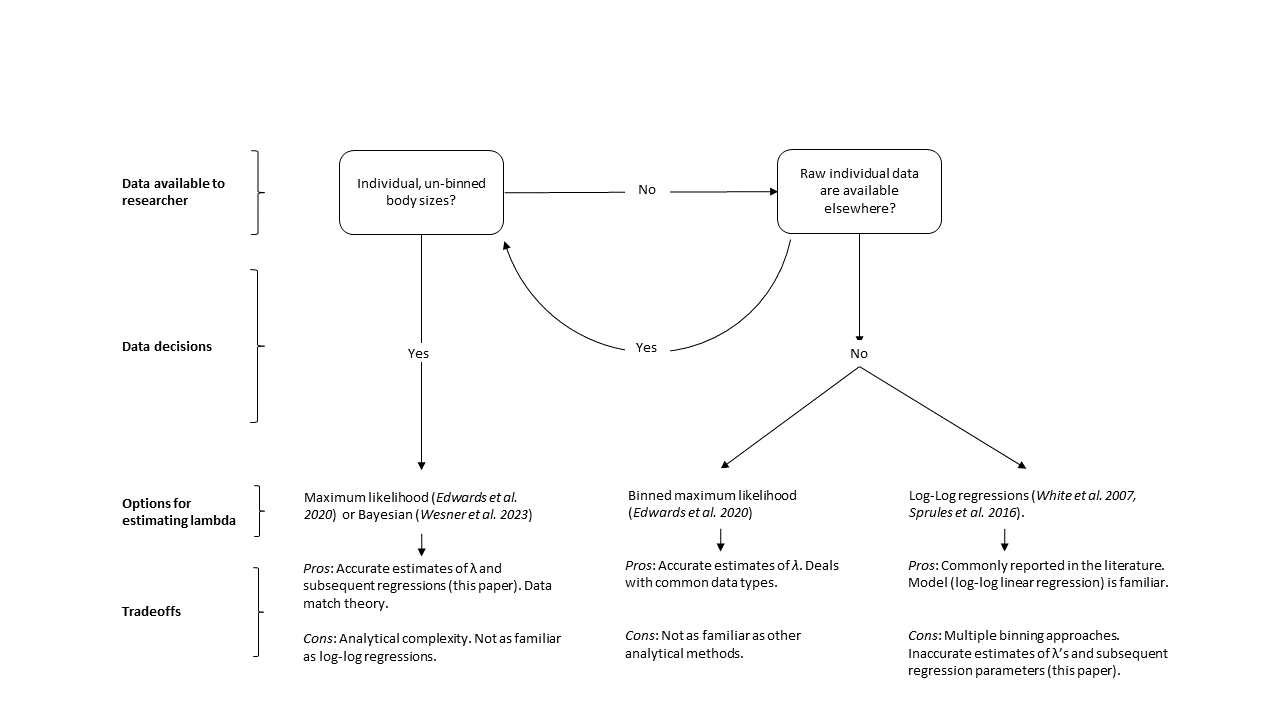 Data available to
researcher
Individual, un-binned
body sizes?
No
Raw individual data
are available
elsewhere?
Data decisions
Yes
Yes
No
Options for
estimating lambda
Maximum likelihood (Edwards et al.
2020) or Bayesian (Wesner et al. 2023)
Binned maximum likelihood
(Edwards et al. 2020)
Log-Log regressions (White et al. 2007,
Sprules et al. 2016).
Tradeoffs
Pros: Accurate estimates of λ and
subsequent regressions (this paper). Data
match theory.
Cons: Analytical complexity. Not as familiar
as log-log regressions.
Pros: Accurate estimates of λ. Deals
with common data types.
Cons: Not as familiar as other
analytical methods.
Pros: Commonly reported in the literature.
Model (log-log linear regression) is familiar.
Cons: Multiple binning approaches.
Inaccurate estimates of λ's and subsequent
regression parameters (this paper).